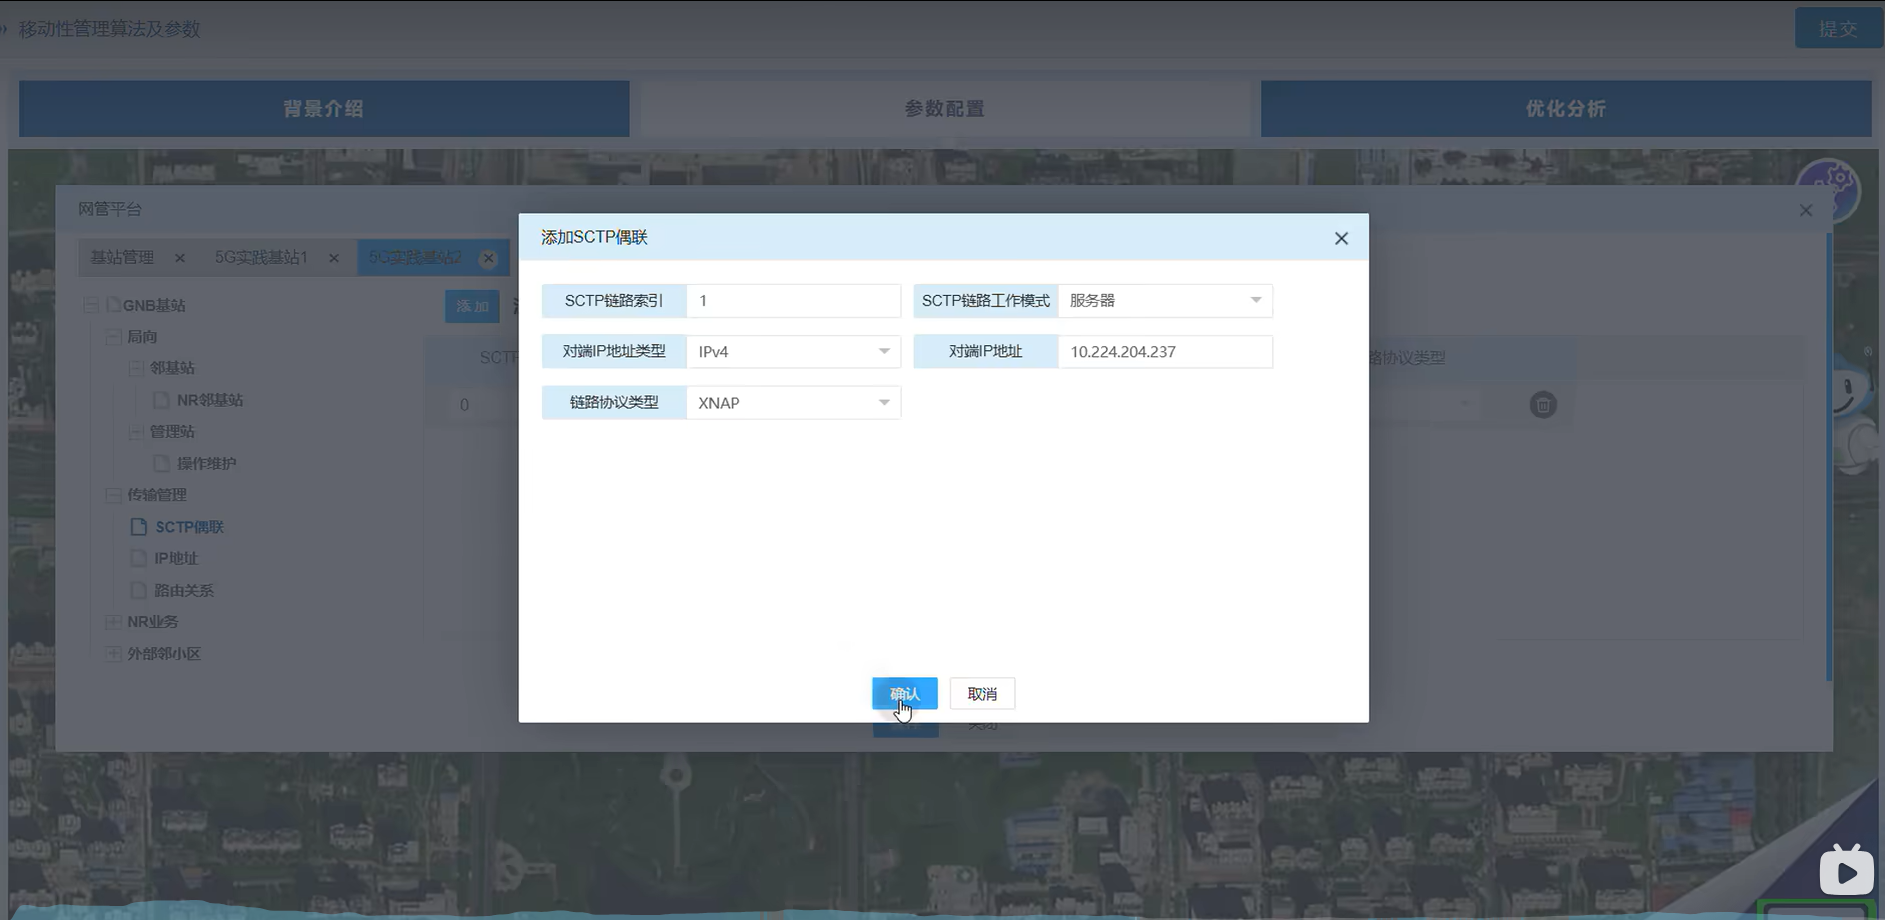 » 移动性管理算法及参数
提交
背景介绍
参数配置
优化分析
网管平台
基站管理 × 5G实践基站1 × 5G实践基站2 ×
添加SCTP偶联
GNB基站
局向
邻基站
NR邻基站
管理站
操作维护
传输管理
SCTP偶联
IP地址
路由关系
NR业务
外部邻小区
添加
SCTP
路协议类型
0
SCTP链路索引 1
SCTP链路工作模式 服务器
对端IP地址类型 IPv4
对端IP地址 10.224.204.237
链路协议类型 XNAP
确认
取消
关闭